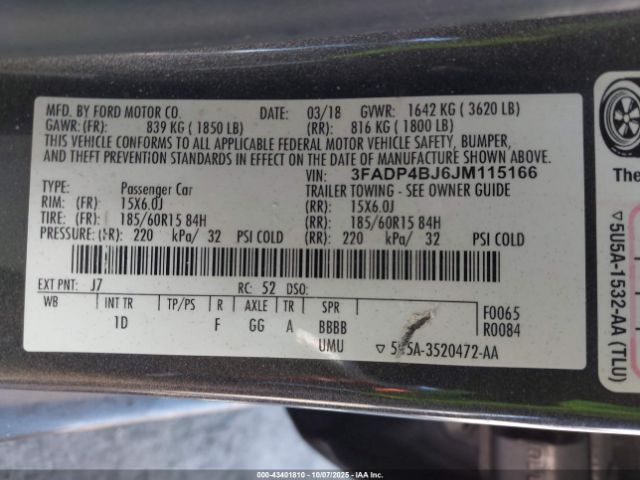 MFD. BY FORD MOTOR CO. DATE: 03/18 GVWR: 1642 KG ( 3620 LB)
GAWR: (FR): 839 KG ( 1850 LB) (RR): 816 KG ( 1800 LB)
THIS VEHICLE CONFORMS TO ALL APPLICABLE FEDERAL MOTOR VEHICLE SAFETY, BUMPER,
AND THEFT PREVENTION STANDARDS IN EFFECT ON THE DATE OF MANUFACTURE SHOWN ABOVE.
VIN: 3FADP4BJ6JM115166
TYPE: Passenger Car TRAILER TOWING - SEE OWNER GUIDE
RIM: (FR) 15X6.0J (RR): 15X6.0J
TIRE: (FR) 185/60R15 84H (RR): 185/60R15 84H
PRESSURE: (FR) 220 kPa/ 32 PSI COLD (RR): 220 kPa/ 32 PSI COLD
EXT PNT: J7 RC: 52 DSO:
WB INT TR TP/PS R AXLE TR SPR
1D F GG A BBBB
UMU
F0065
R0084
▽ 5U5A-3520472-AA
▽ 5U5A-1532-AA (TLU)
000-43401810 - 10/07/2025 - IAAI.com